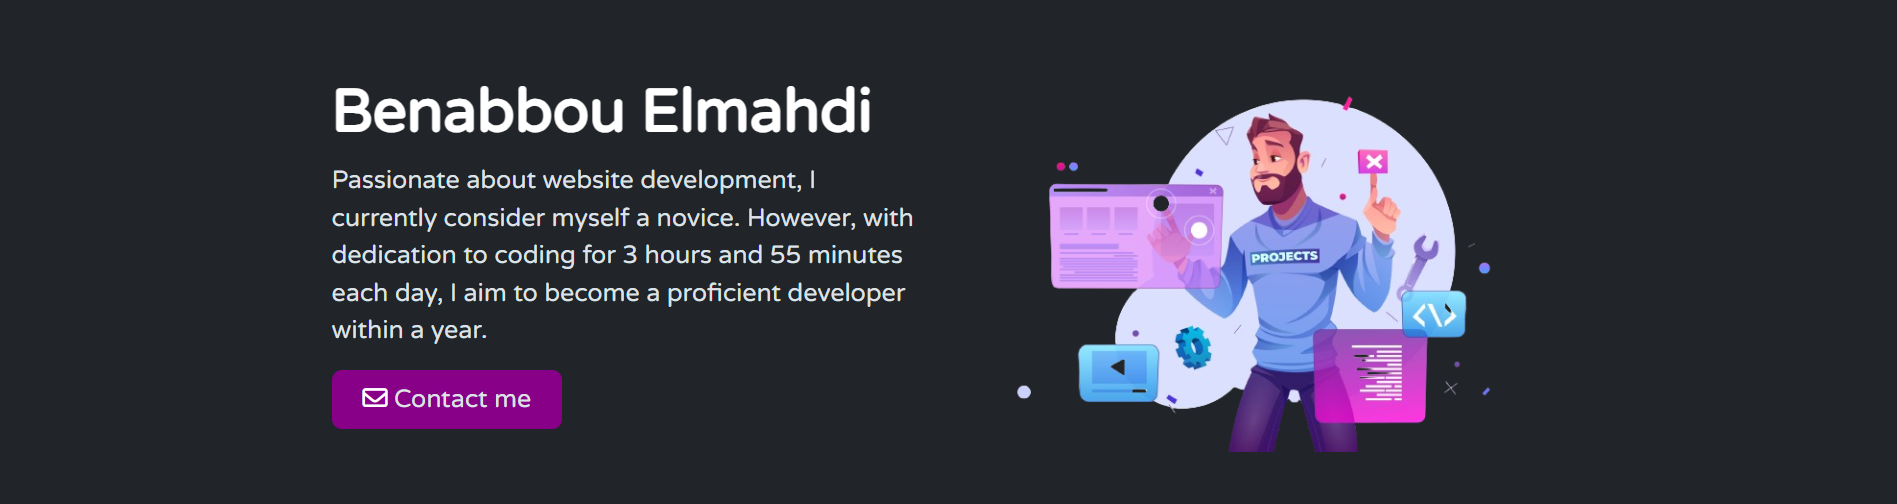 Benabbou Elmahdi
Passionate about website development, I
currently consider myself a novice. However, with
dedication to coding for 3 hours and 55 minutes
each day, I aim to become a proficient developer
within a year.
Contact me
PROJECTS
<\>